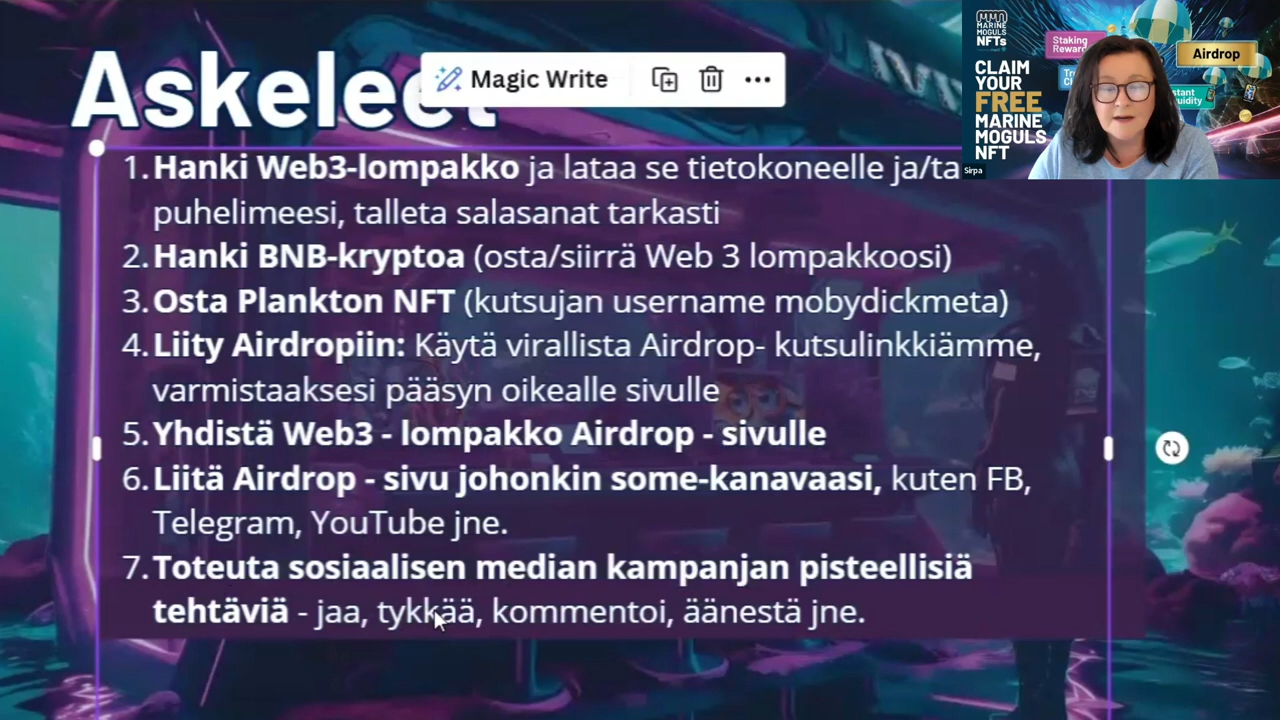 Askeleet
Magic Write
1. Hanki Web3-lompakko ja lataa se tietokoneelle ja/ta
puhelimeesi, talleta salasanat tarkasti
2. Hanki BNB-kryptoa (osta/siirrä Web 3 lompakkoosi)
3. Osta Plankton NFT (kutsujan username mobydickmeta)
4. Liity Airdropiin: Käytä virallista Airdrop- kutsulinkkiämme,
varmistaaksesi pääsyn oikealle sivulle
5. Yhdistä Web3 - lompakko Airdrop - sivulle
6. Liitä Airdrop - sivu johonkin some-kanavaasi, kuten FB,
Telegram, YouTube jne.
7. Toteuta sosiaalisen median kampanjan pisteellisiä
tehtäviä - jaa, tykkää, kommentoi, äänestä jne.
MARINE
MOGULS
NFTs
CLAIM
YOUR
FREE
MARINE
MOGULS
NFT
Staking
Airdrop
Sirpa